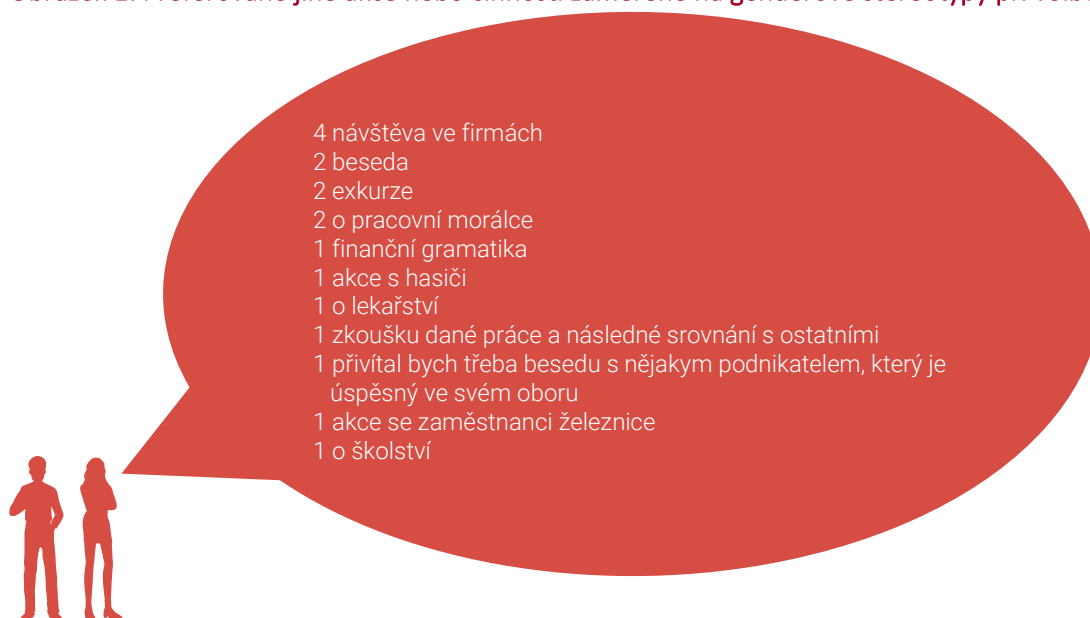 4 návštěva ve firmách
2 beseda
2 exkurze
2 o pracovní morálce
1 finanční gramatika
1 akce s hasiči
1 o lekařství
1 zkoušku dané práce a následné srovnání s ostatními
1 přivítal bych třeba besedu s nějakym podnikatelem, který je
úspěsný ve svém oboru
1 akce se zaměstnanci železnice
1 o školství